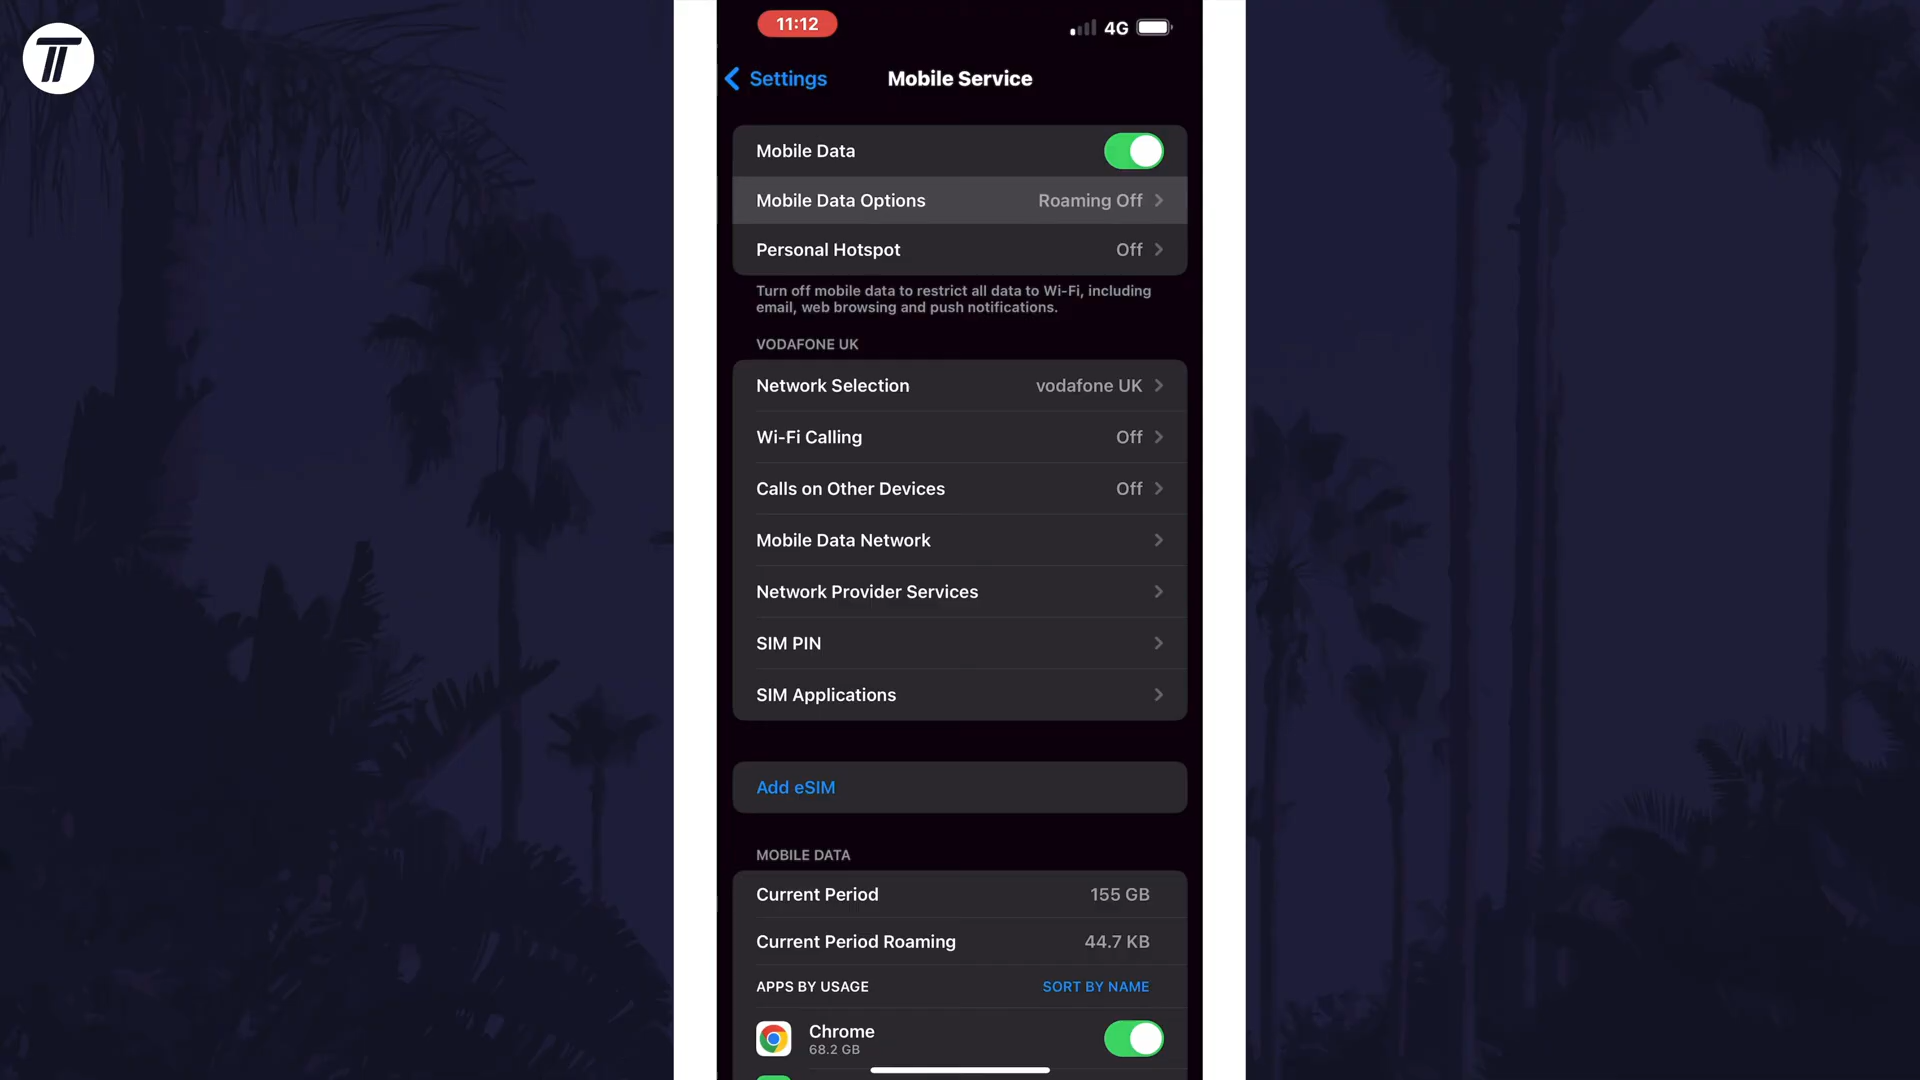 11:12
4G
Settings
Mobile Service
Mobile Data
Mobile Data Options
Roaming Off
Personal Hotspot
Off
Turn off mobile data to restrict all data to Wi-Fi, including
email, web browsing and push notifications.
VODAFONE UK
Network Selection
vodafone UK
Wi-Fi Calling
Off
Calls on Other Devices
Off
Mobile Data Network
Network Provider Services
SIM PIN
SIM Applications
Add eSIM
MOBILE DATA
Current Period
155 GB
Current Period Roaming
44.7 KB
APPS BY USAGE
SORT BY NAME
Chrome
68.2 GB